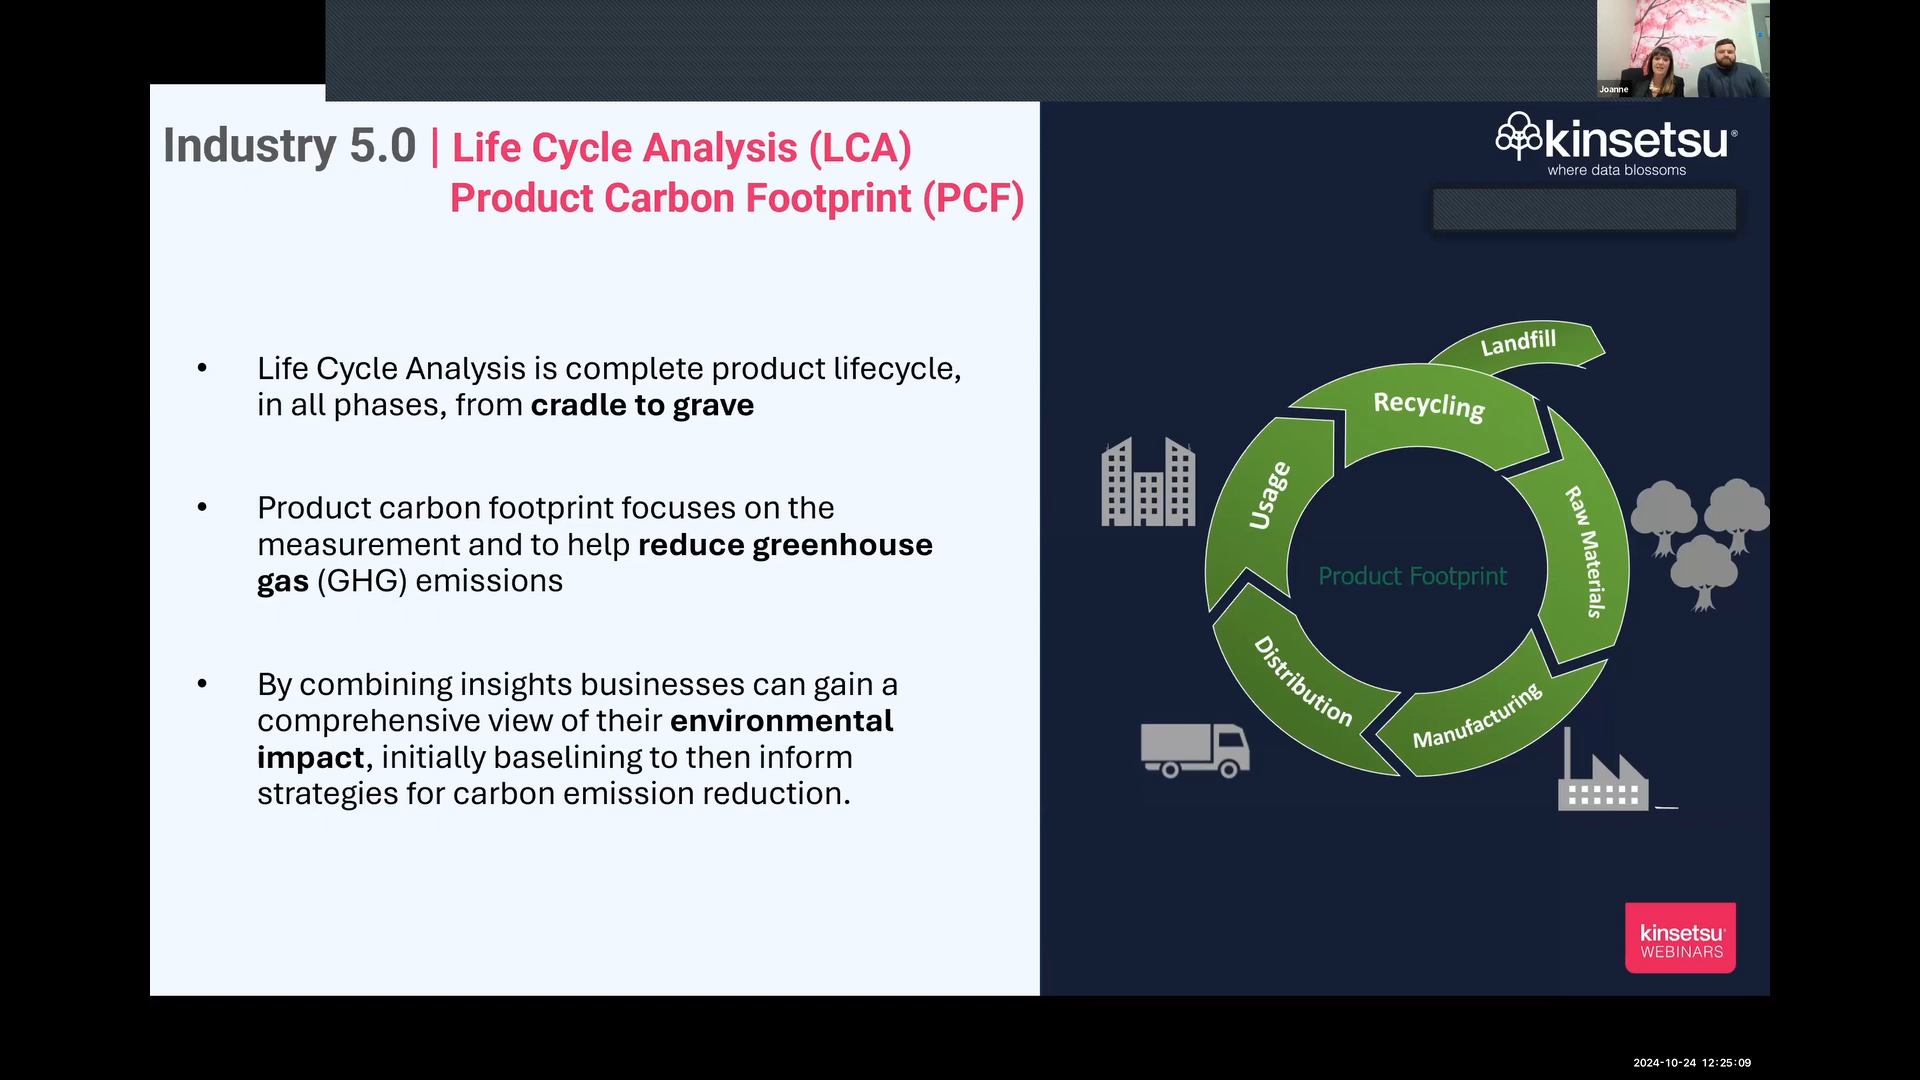 Joanne
Industry 5.0 | Life Cycle Analysis (LCA)
Product Carbon Footprint (PCF)
• Life Cycle Analysis is complete product lifecycle,
in all phases, from cradle to grave
• Product carbon footprint focuses on the
measurement and to help reduce greenhouse
gas (GHG) emissions
• By combining insights businesses can gain a
comprehensive view of their environmental
impact, initially baselining to then inform
strategies for carbon emission reduction.
kinsetsu®
where data blossoms
Landfill
Recycling
Usage
Raw Materials
Product Footprint
Distribution
Manufacturing
kinsetsu
WEBINARS
2024-10-24 12:25:09